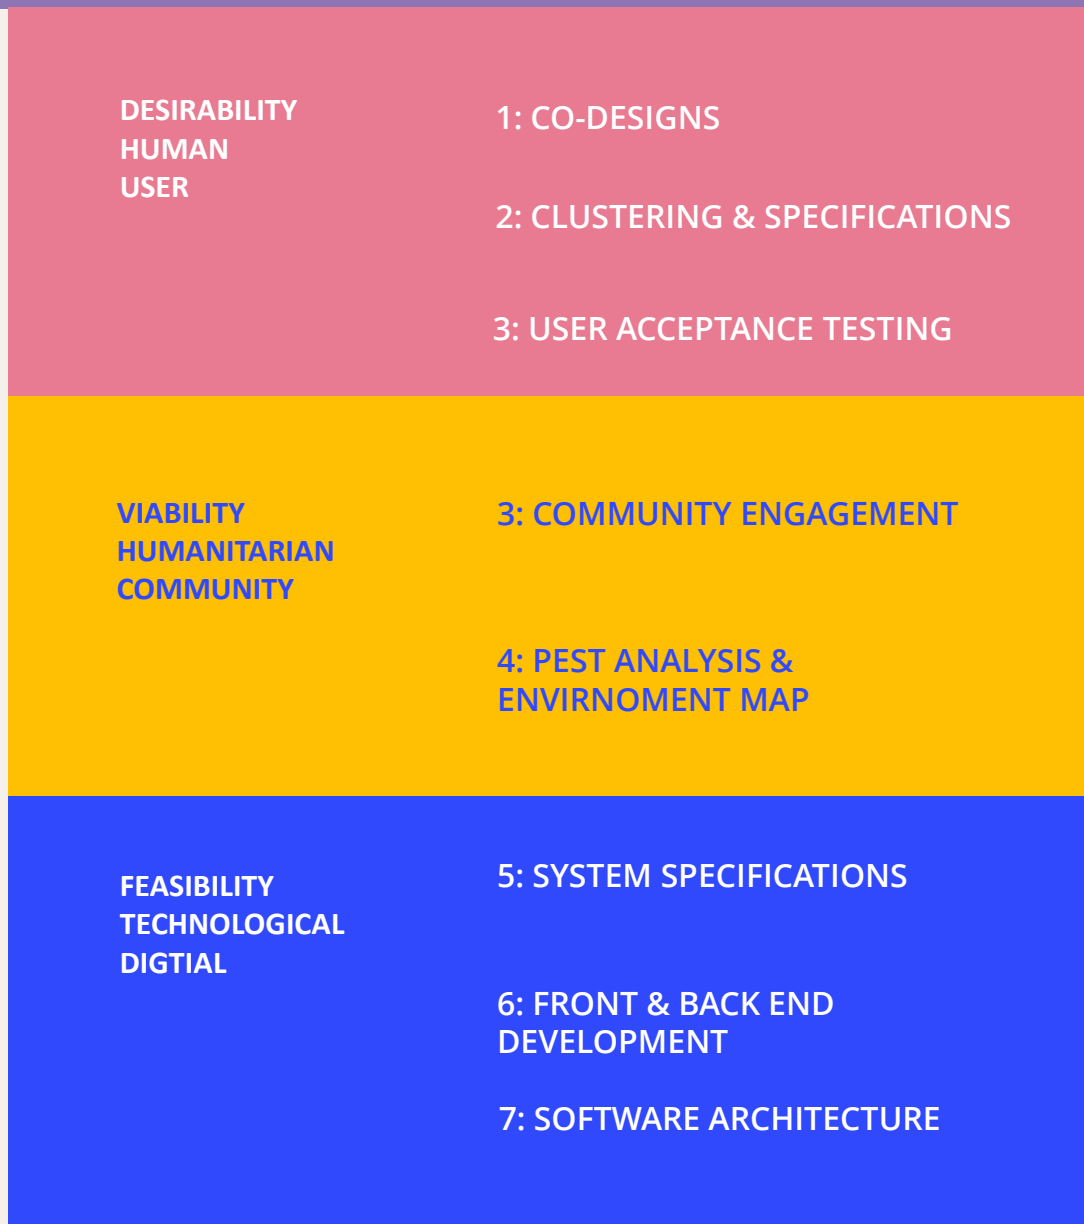 DESIRABILITY
HUMAN
USER
1: CO-DESIGNS
2: CLUSTERING & SPECIFICATIONS
3: USER ACCEPTANCE TESTING
VIABILITY
HUMANITARIAN
COMMUNITY
3: COMMUNITY ENGAGEMENT
4: PEST ANALYSIS &
ENVIRNOMENT MAP
FEASIBILITY
TECHNOLOGICAL
DIGTIAL
5: SYSTEM SPECIFICATIONS
6: FRONT & BACK END
DEVELOPMENT
7: SOFTWARE ARCHITECTURE